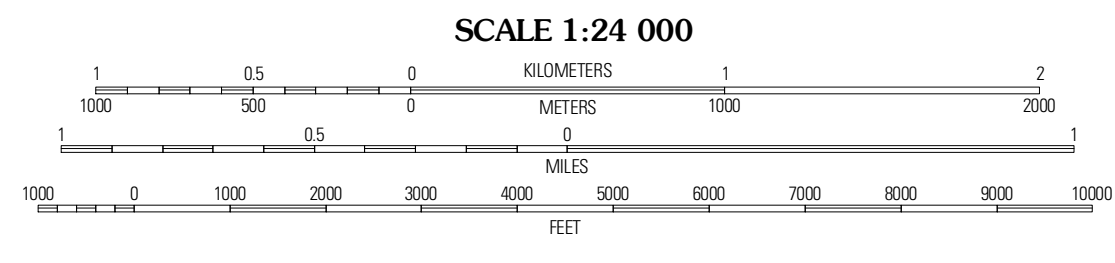 SCALE 1:24 000
1 0.5 0 KILOMETERS 1 2
1000 500 0 METERS 1000 2000
1 0.5 0 1
MILES
1000 0 1000 2000 3000 4000 5000 6000 7000 8000 9000 10000
FEET